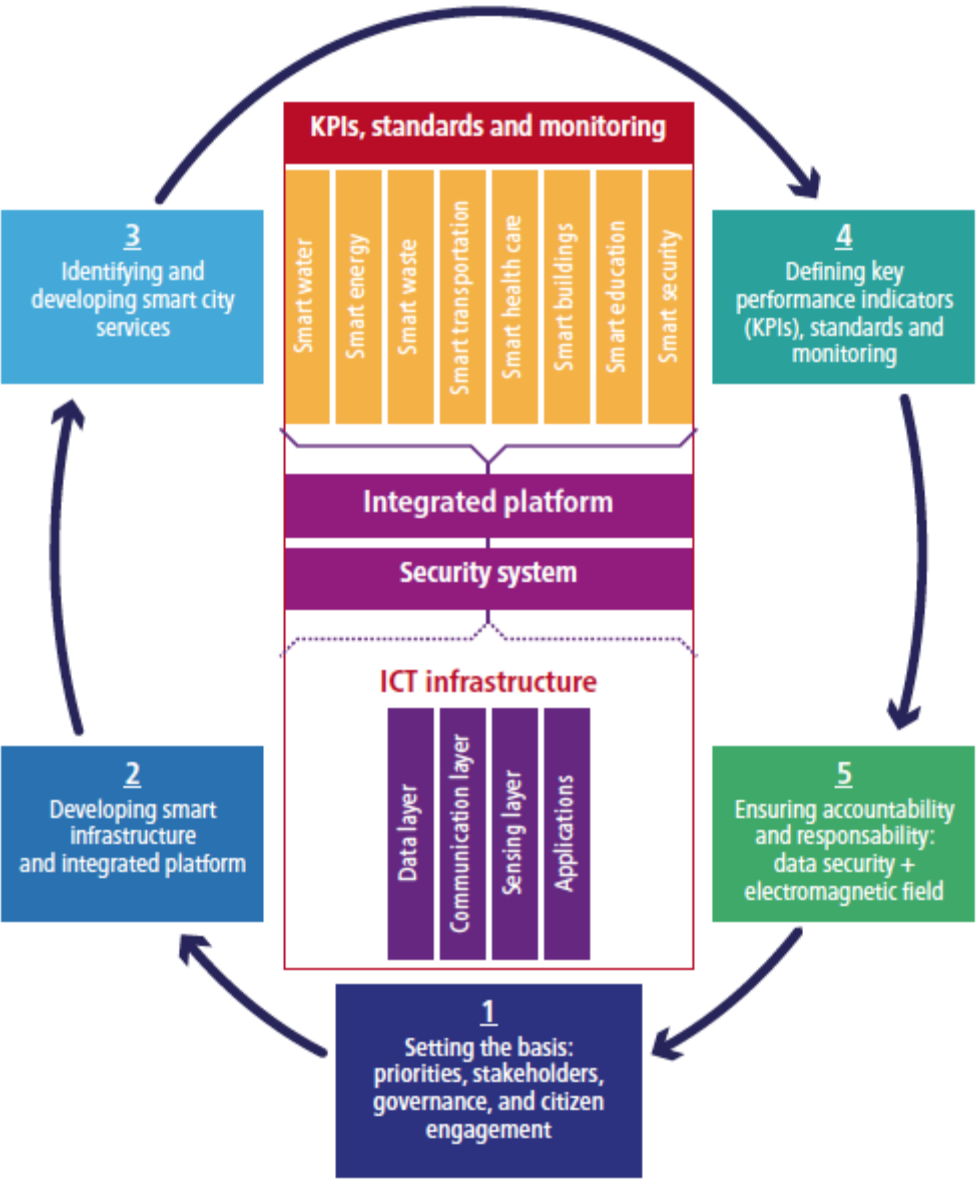 KPIs, standards and monitoring
Smart water
Smart energy
Smart waste
Smart transportation
Smart health care
Smart buildings
Smart education
Smart security
Integrated platform
Security system
ICT infrastructure
Data layer
Communication layer
Sensing layer
Applications
1
Setting the basis:
priorities, stakeholders,
governance, and citizen
engagement
2
Developing smart
infrastructure
and integrated platform
3
Identifying and
developing smart city
services
4
Defining key
performance indicators
(KPIs), standards and
monitoring
5
Ensuring accountability
and responsability:
data security +
electromagnetic field